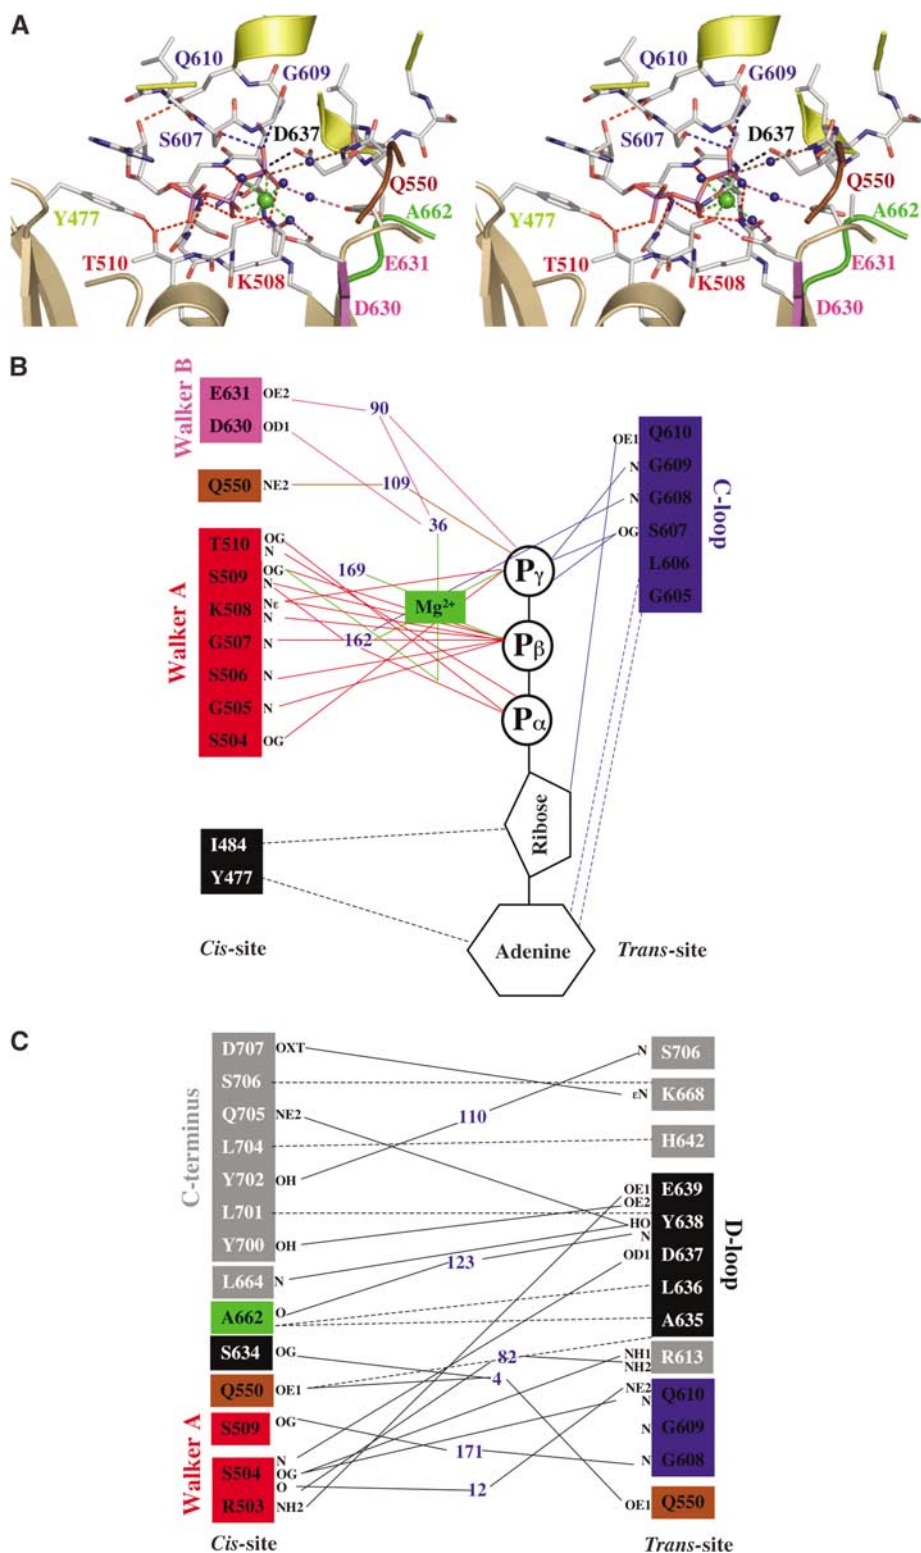 A
Q610
G609
S607
D637
Q550
Y477
A662
T510
E631
K508
D630
Q610
G609
S607
D637
Q550
Y477
A662
T510
E631
K508
D630
B
Walker B
E631 OE2
D630 OD1
Q550 NE2
Walker A
T510 OG
N
S509 OG
N
K508 Nε
N
G507 N
S506 N
G505 N
S504 OG
I484
Y477
Cis-site
90
109
36
169
Mg2+
162
Pγ
Pβ
Pα
Ribose
Adenine
OE1 Q610
N G609
N G608
OG S607
L606
G605
C-loop
Trans-site
C
C-terminus
D707 OXT
S706
Q705 NE2
L704
Y702 OH
L701
Y700 OH
L664 N
A662 O
S634 OG
Q550 OE1
S509 OG
Walker A
N
S504 OG
O
R503 NH2
Cis-site
110
123
82
4
171
12
N S706
εN K668
H642
OE1 E639
OE2
HO Y638
N
OD1 D637
L636
A635
D-loop
NH1 R613
NH2
NE2 Q610
N
N G609
N G608
OE1 Q550
Trans-site